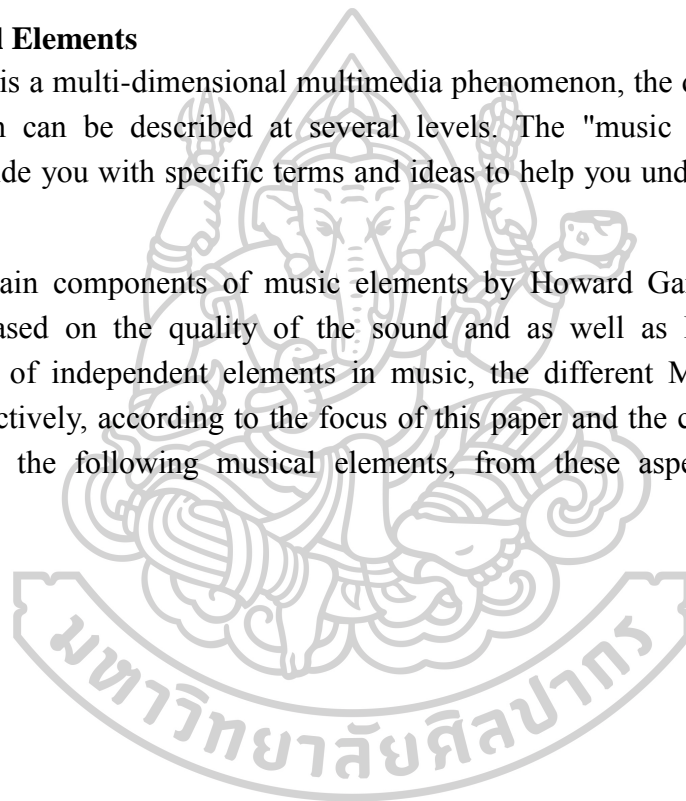 l Elements
is a multi-dimensional multimedia phenomenon, the
n can be described at several levels. The "music
ide you with specific terms and ideas to help you und
ain components of music elements by Howard Gar
ased on the quality of the sound and as well as
of independent elements in music, the different M
ctively, according to the focus of this paper and the c
the following musical elements, from these aspe
มหาวิทยาลัยศิลปากร